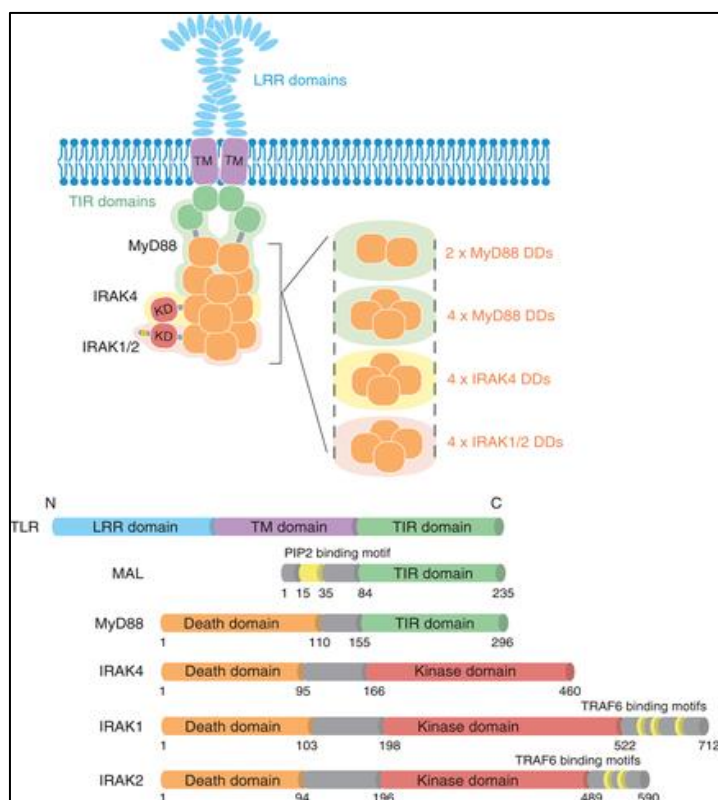 LRR domains
TM TM
TIR domains
MyD88
IRAK4
KD
IRAK1/2
KD
2 x MyD88 DDs
4 x MyD88 DDs
4 x IRAK4 DDs
4 x IRAK1/2 DDs
N C
TLR LRR domain TM domain TIR domain
PIP2 binding motif
MAL TIR domain
1 15 35 84 235
MyD88 Death domain TIR domain
1 110 155 296
IRAK4 Death domain Kinase domain
1 95 166 460
TRAF6 binding motifs
IRAK1 Death domain Kinase domain
1 103 198 522 712
TRAF6 binding motifs
IRAK2 Death domain Kinase domain
1 94 196 489 590